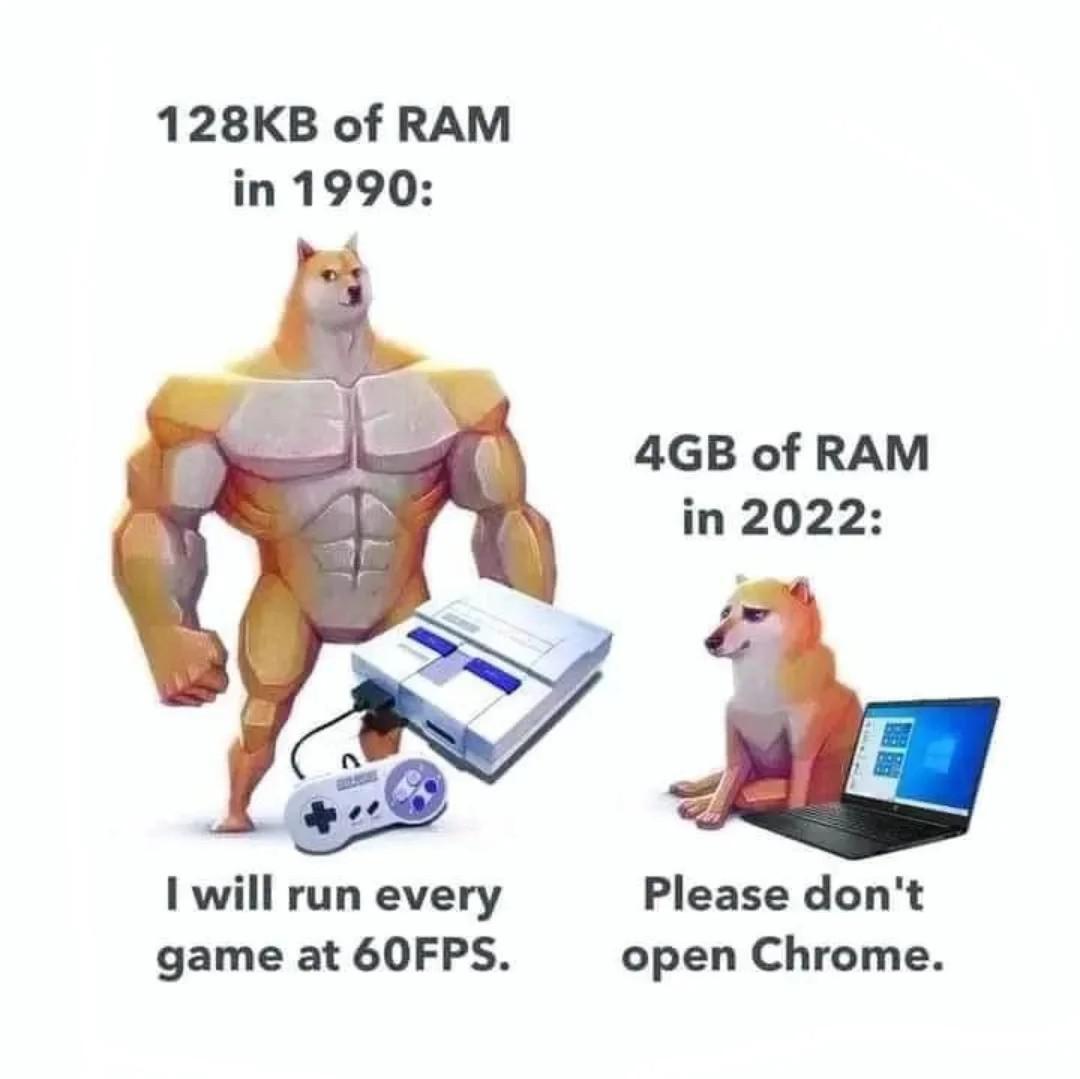 128KB of RAM
in 1990:
4GB of RAM
in 2022:
I will run every
game at 60FPS.
Please don't
open Chrome.